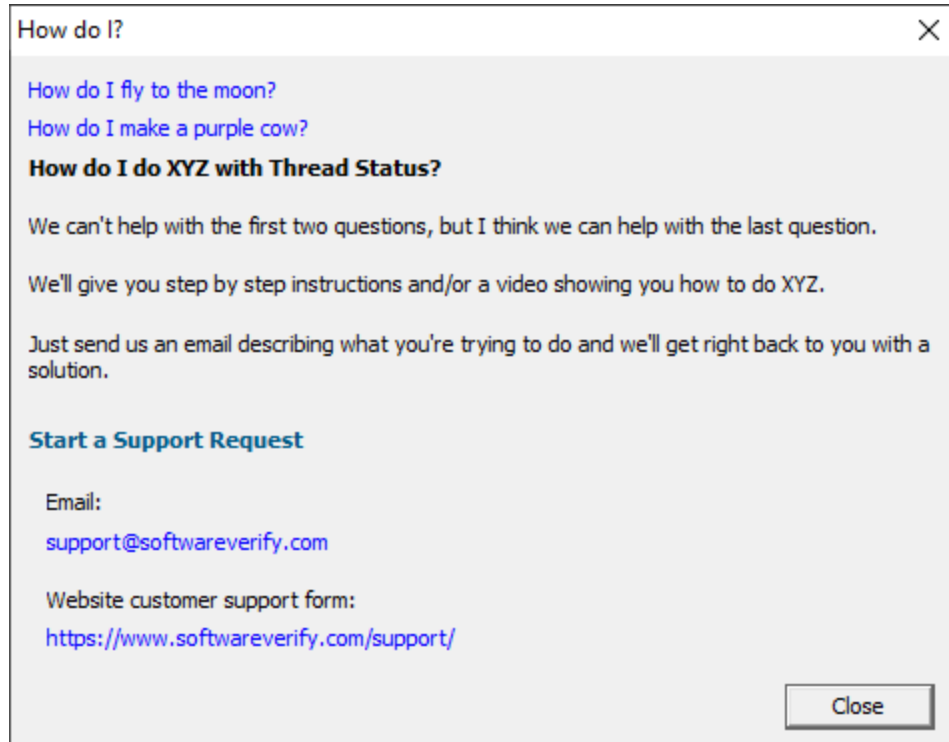 How do I?
How do I fly to the moon?
How do I make a purple cow?
How do I do XYZ with Thread Status?
We can't help with the first two questions, but I think we can help with the last question.
We'll give you step by step instructions and/or a video showing you how to do XYZ.
Just send us an email describing what you're trying to do and we'll get right back to you with a
solution.
Start a Support Request
Email:
support@softwareverify.com
Website customer support form:
https://www.softwareverify.com/support/
Close